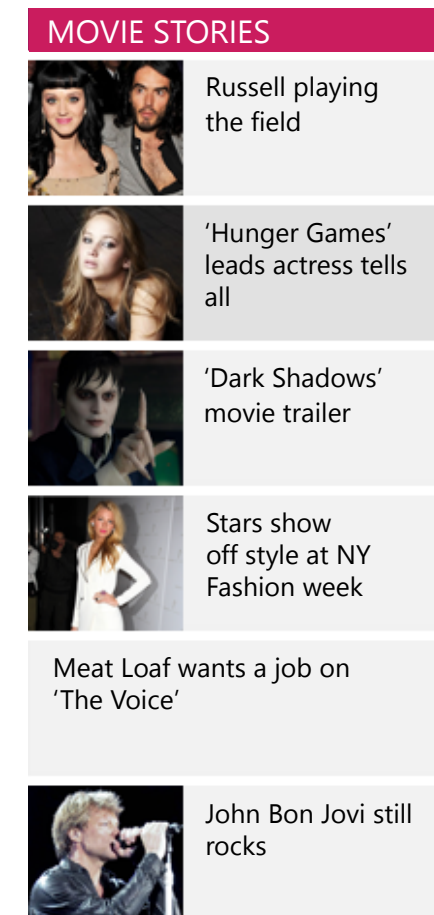 MOVIE STORIES
Russell playing
the field
‘Hunger Games’
leads actress tells
all
‘Dark Shadows’
movie trailer
Stars show
off style at NY
Fashion week
Meat Loaf wants a job on
‘The Voice’
John Bon Jovi still
rocks